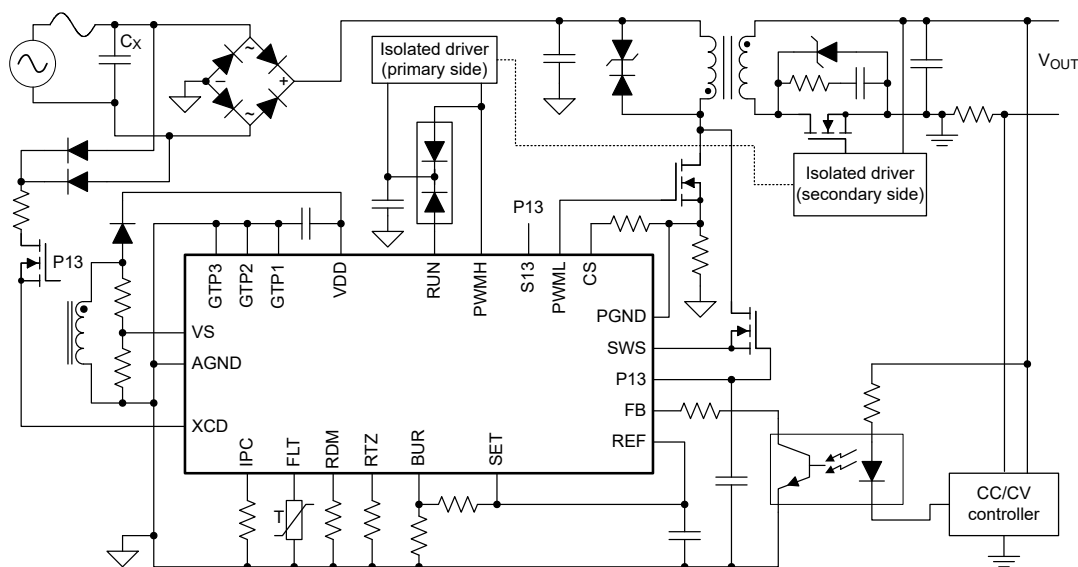 CX
~
~
−
+
Isolated driver
(primary side)
VOUT
Isolated driver
(secondary side)
P13
P13
GTP3
GTP2
GTP1
VDD
RUN
PWMH
S13
PWML
CS
VS
AGND
XCD
PGND
SWS
P13
FB
REF
IPC
FLT
RDM
RTZ
BUR
SET
T
CC/CV
controller